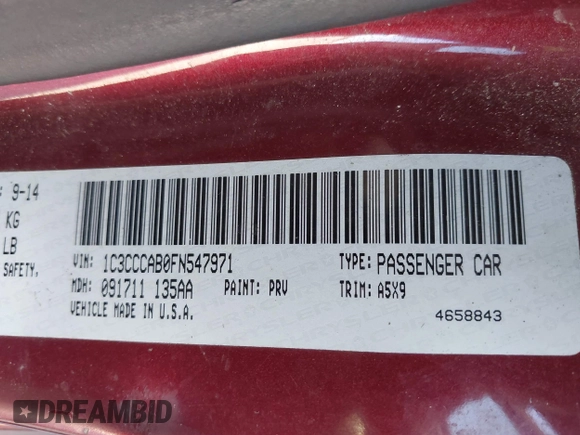 : 9-14
KG
LB
SAFETY,
VIN: 1C3CCCAB0FN547971
TYPE: PASSENGER CAR
MDH: 091711 135AA
PAINT: PRV
TRIM: A5X9
VEHICLE MADE IN U.S.A.
4658843
DREAMBID